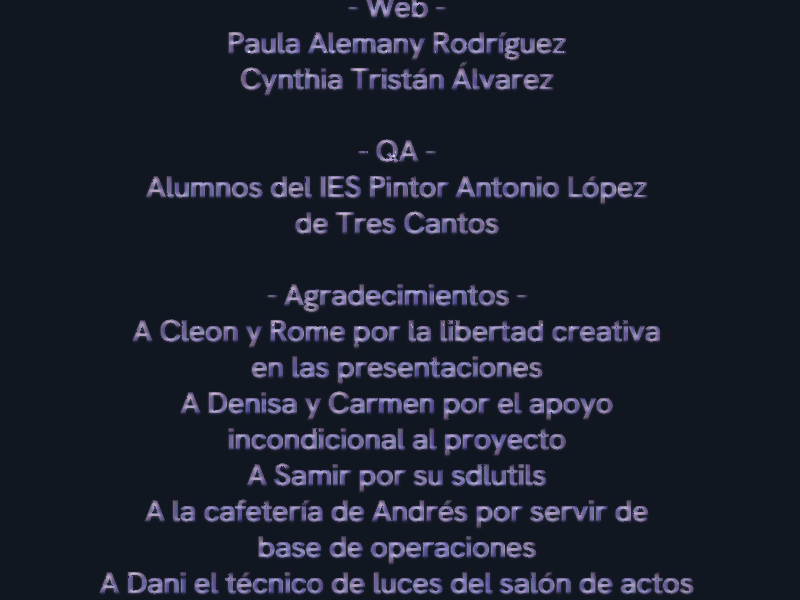 - Web -
Paula Alemany Rodríguez
Cynthia Tristán Álvarez
- QA -
Alumnos del IES Pintor Antonio López
de Tres Cantos
- Agradecimientos -
A Cleon y Rome por la libertad creativa
en las presentaciones
A Denisa y Carmen por el apoyo
incondicional al proyecto
A Samir por su sdlutils
A la cafetería de Andrés por servir de
base de operaciones
A Dani el técnico de luces del salón de actos